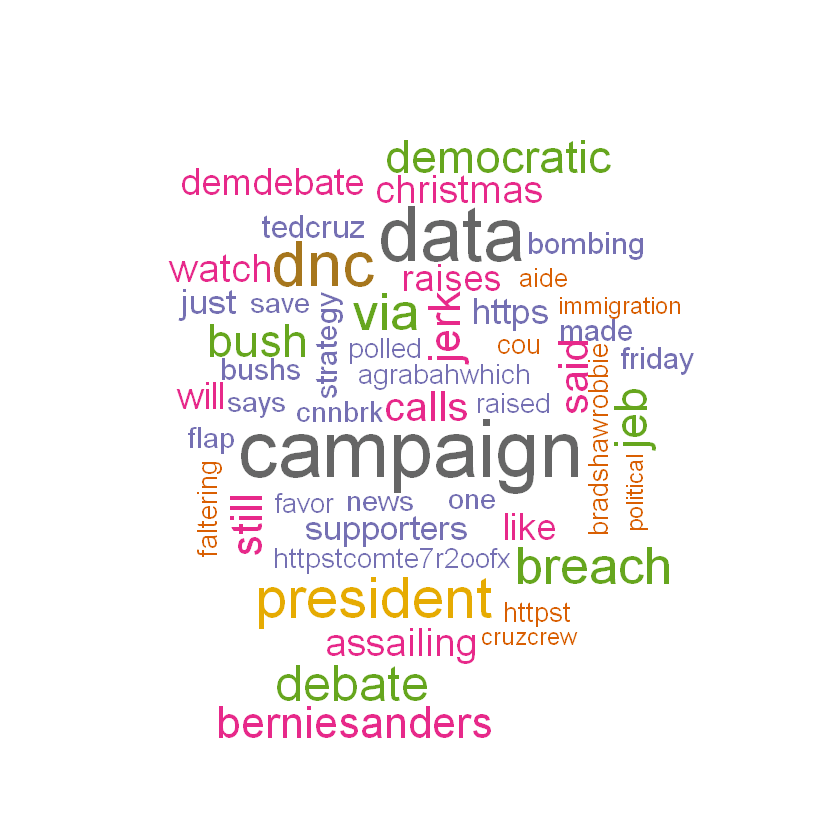 democratic
demdebate
christmas
tedcruz
data
bombing
dnc
watch
raises
aide
just
save
strategy
via
jerk
https
immigration
made
bush
polled
cou
said
bradshawrobbie
friday
bushs
agrabahwhich
will
says
cnnbrk
calls
raised
jeb
flap
campaign
faltering
still
favor
news
one
political
supporters
like
httpstcomte7r2oofx
breach
president
httpst
assailing
cruzcrew
debate
berniesanders